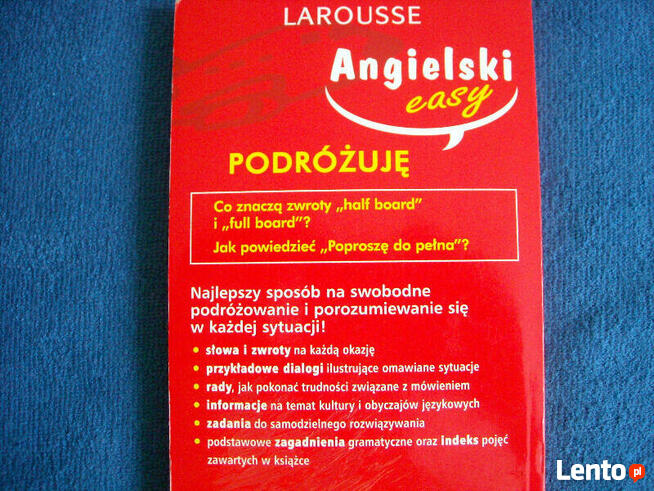 LAROUSSE
Angielski
easy
PODRÓŻUJĘ
Co znaczą zwroty „half board”
i „full board”?
Jak powiedzieć „Poproszę do pełna”?
Najlepszy sposób na swobodne
podróżowanie i porozumiewanie się
w każdej sytuacji!
• słowa i zwroty na każdą okazję
• przykładowe dialogi ilustrujące omawiane sytuacje
• rady, jak pokonać trudności związane z mówieniem
• informacje na temat kultury i obyczajów językowych
• zadania do samodzielnego rozwiązywania
• podstawowe zagadnienia gramatyczne oraz indeks pojęć
zawartych w książce
Lento.pl